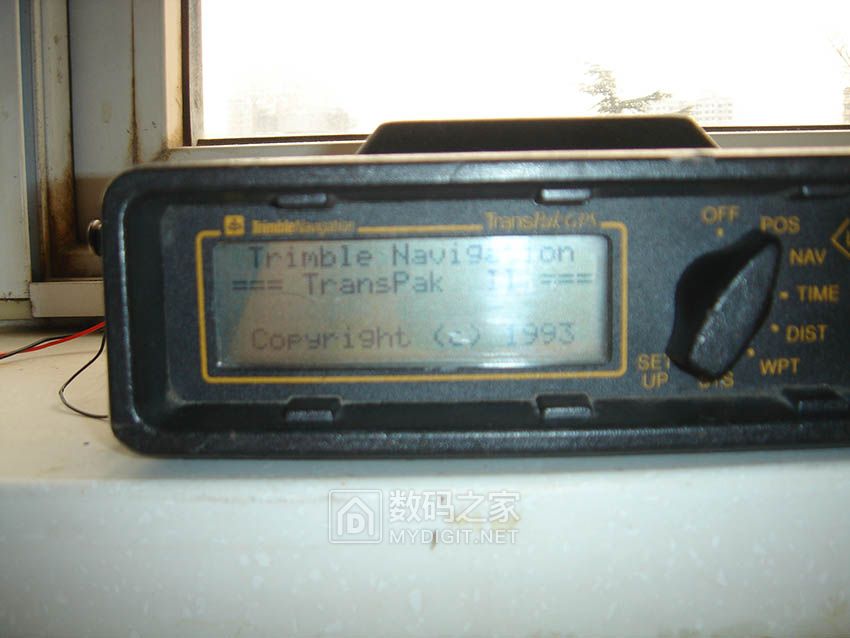 TrimbleNavigation
TransPak GPS
Trimble Navigation
=== TransPak II ===
Copyright (c) 1993
OFF
POS
NAV
TIME
DIST
WPT
SET
UP
数码之家
MYDIGIT.NET